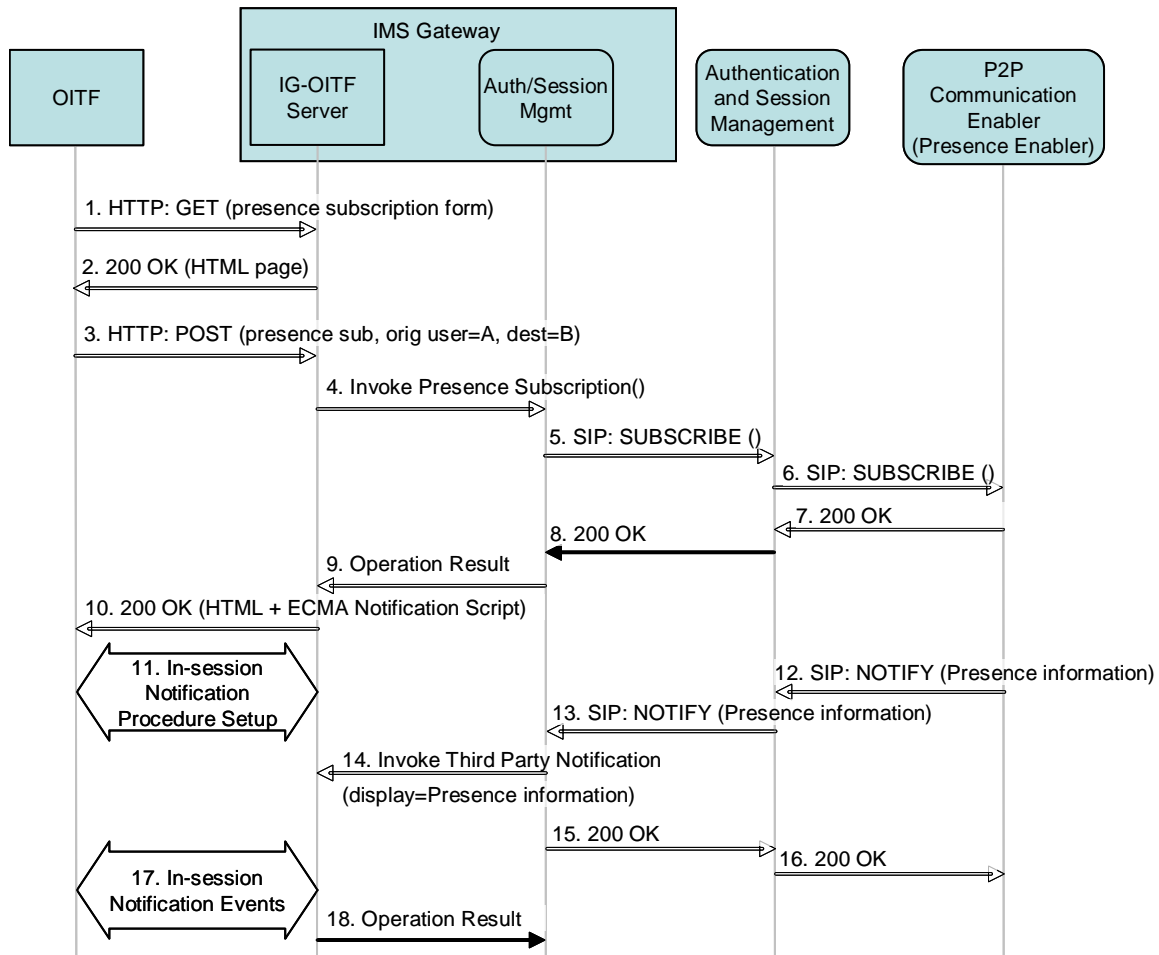 IMS Gateway
OITF
IG-OITF
Server
Auth/Session
Mgmt
Authentication
and Session
Management
P2P
Communication
Enabler
(Presence Enabler)
1. HTTP: GET (presence subscription form)
2. 200 OK (HTML page)
3. HTTP: POST (presence sub, orig user=A, dest=B)
4. Invoke Presence Subscription()
5. SIP: SUBSCRIBE ()
6. SIP: SUBSCRIBE ()
7. 200 OK
8. 200 OK
9. Operation Result
10. 200 OK (HTML + ECMA Notification Script)
11. In-session
Notification
Procedure Setup
12. SIP: NOTIFY (Presence information)
13. SIP: NOTIFY (Presence information)
14. Invoke Third Party Notification
(display=Presence information)
15. 200 OK
16. 200 OK
17. In-session
Notification Events
18. Operation Result